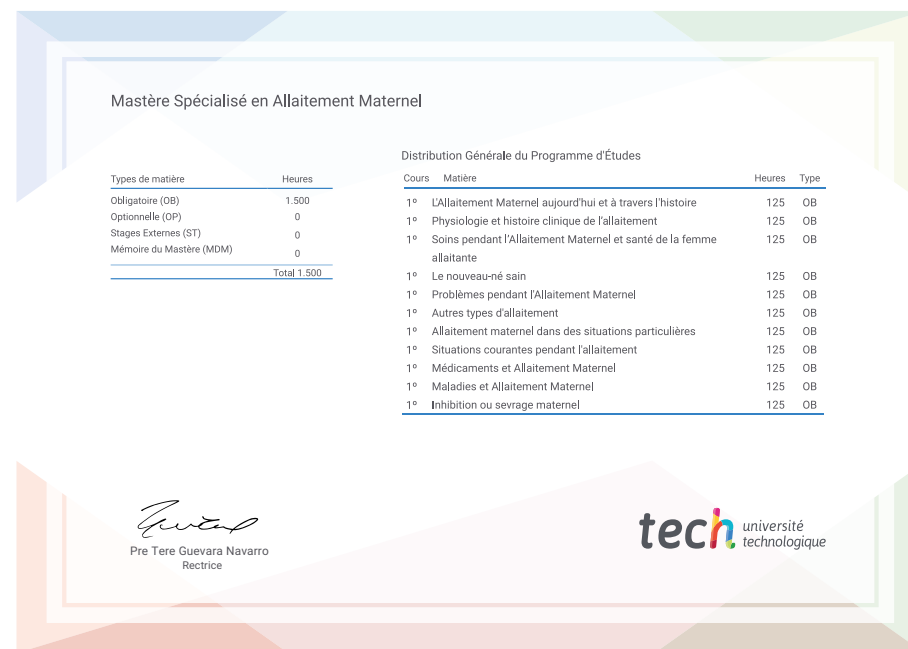 Mastère Spécialisé en Allaitement Maternel
Types de matière Heures
Obligatoire (OB) 1.500
Optionnelle (OP) 0
Stages Externes (ST) 0
Mémoire du Mastère (MDM) 0
Total 1.500
Distribution Générale du Programme d'Études
Cours Matière Heures Type
1º L'Allaitement Maternel aujourd'hui et à travers l'histoire 125 OB
1º Physiologie et histoire clinique de l'allaitement 125 OB
1º Soins pendant l'Allaitement Maternel et santé de la femme 125 OB
allaitante
1º Le nouveau-né sain 125 OB
1º Problèmes pendant l'Allaitement Maternel 125 OB
1º Autres types d'allaitement 125 OB
1º Allaitement maternel dans des situations particulières 125 OB
1º Situations courantes pendant l'allaitement 125 OB
1º Médicaments et Allaitement Maternel 125 OB
1º Maladies et Allaitement Maternel 125 OB
1º Inhibition ou sevrage maternel 125 OB
Pre Tere Guevara Navarro
Rectrice
tech université
technologique